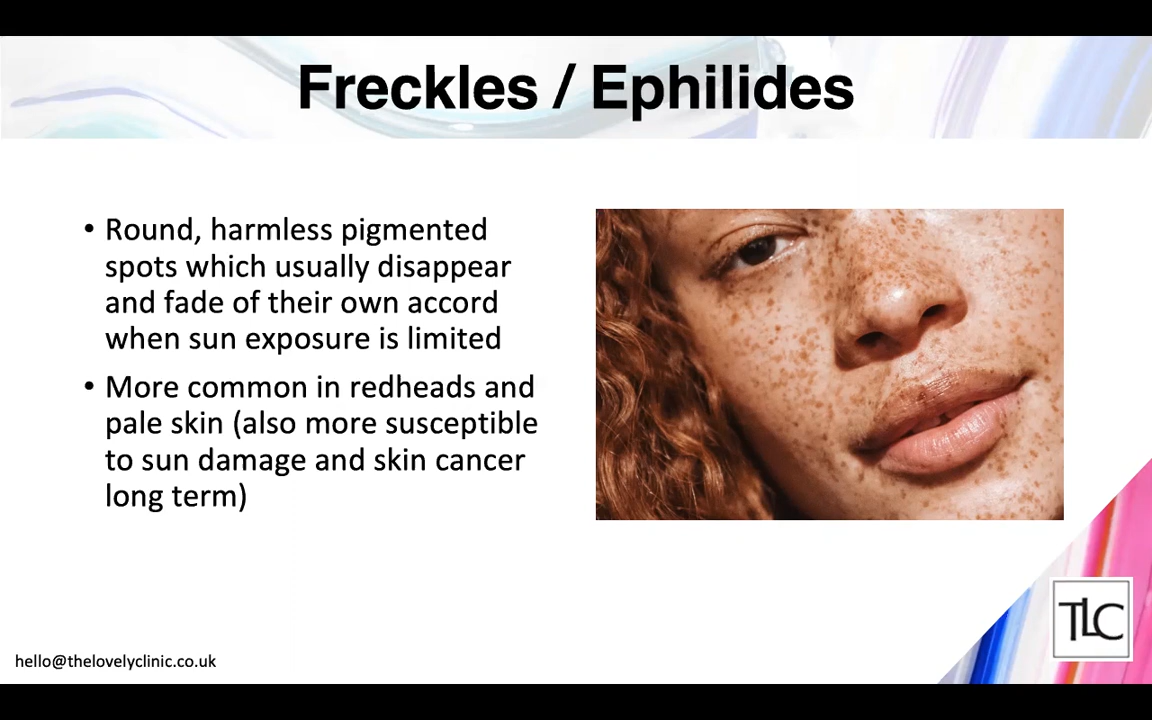 Freckles / Ephilides
• Round, harmless pigmented
spots which usually disappear
and fade of their own accord
when sun exposure is limited
• More common in redheads and
pale skin (also more susceptible
to sun damage and skin cancer
long term)
TLC
hello@thelovelyclinic.co.uk